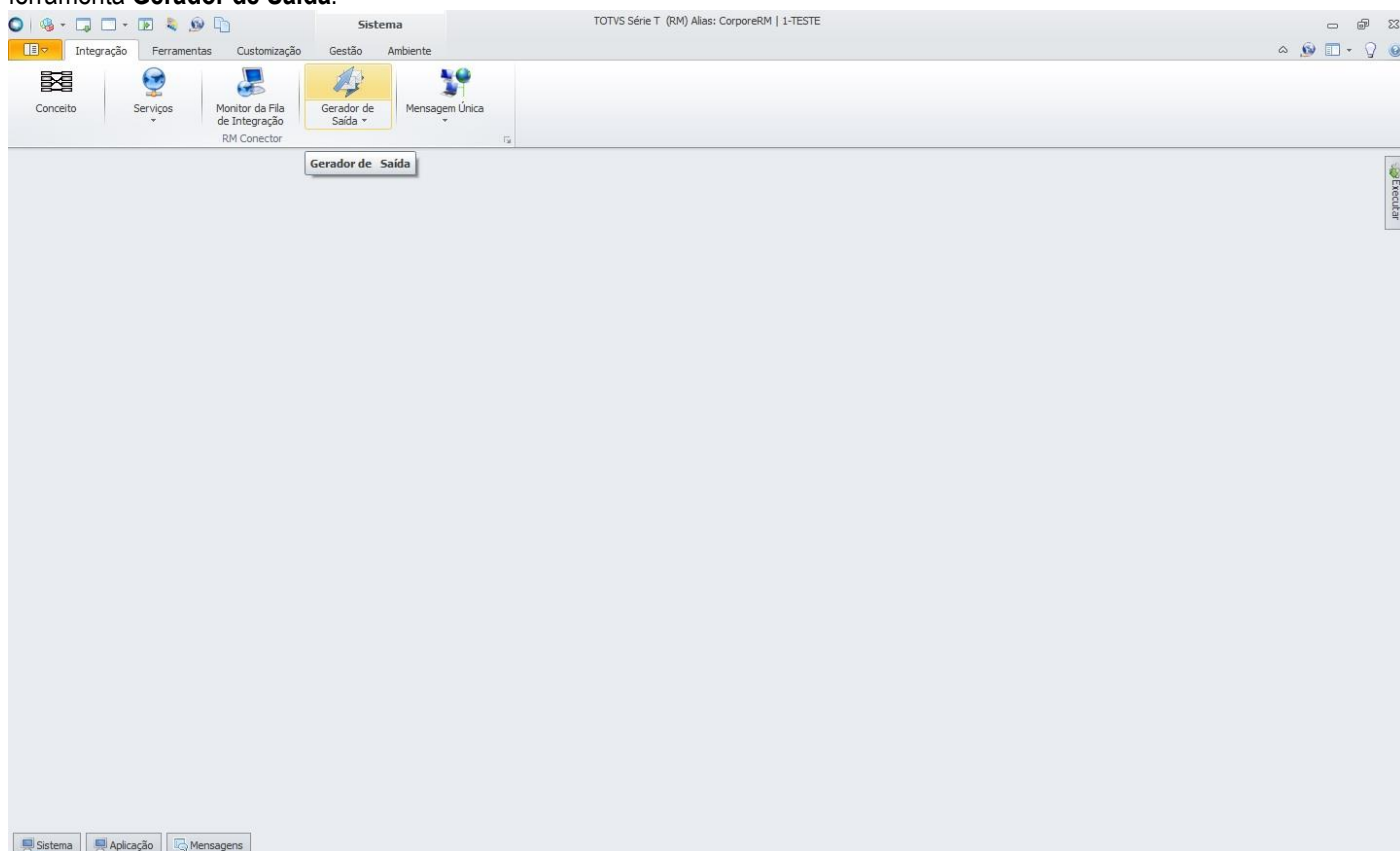 ferramenta Gerador de Saída.
Sistema
TOTVS Série T (RM) Alias: CorporeRM | 1-TESTE
Integração Ferramentas Customização Gestão Ambiente
Conceito
Serviços
Monitor da Fila
de Integração
Gerador de
Saída
Mensagem Única
RM Conector
Gerador de Saída
Executar
Sistema Aplicação Mensagens